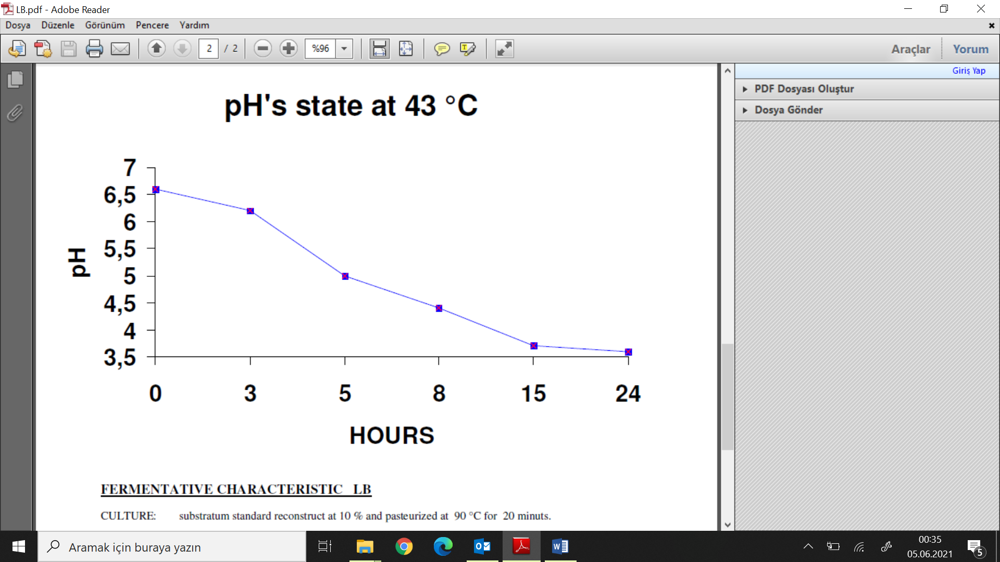 LB.pdf - Adobe Reader
Dosya Düzenle Görünüm Pencere Yardım
2 / 2 %96 Araçlar Yorum
Giriş Yap
PDF Dosyası Oluştur
Dosya Gönder
pH's state at 43 °C
7
6,5
6
5,5
5
4,5
4
3,5
pH
0 3 5 8 15 24
HOURS
FERMENTATIVE CHARACTERISTIC LB
CULTURE: substratum standard reconstruct at 10 % and pasteurized at 90 °C for 20 minuts.
Aramak için buraya yazın
00:35
05.06.2021
5